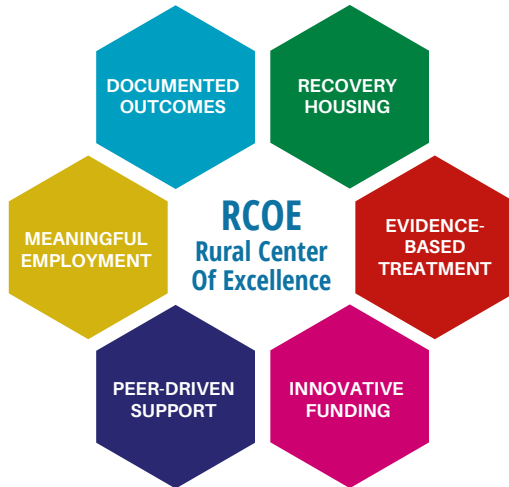 DOCUMENTED
OUTCOMES
RECOVERY
HOUSING
MEANINGFUL
EMPLOYMENT
RCOE
Rural Center
Of Excellence
EVIDENCE-
BASED
TREATMENT
PEER-DRIVEN
SUPPORT
INNOVATIVE
FUNDING